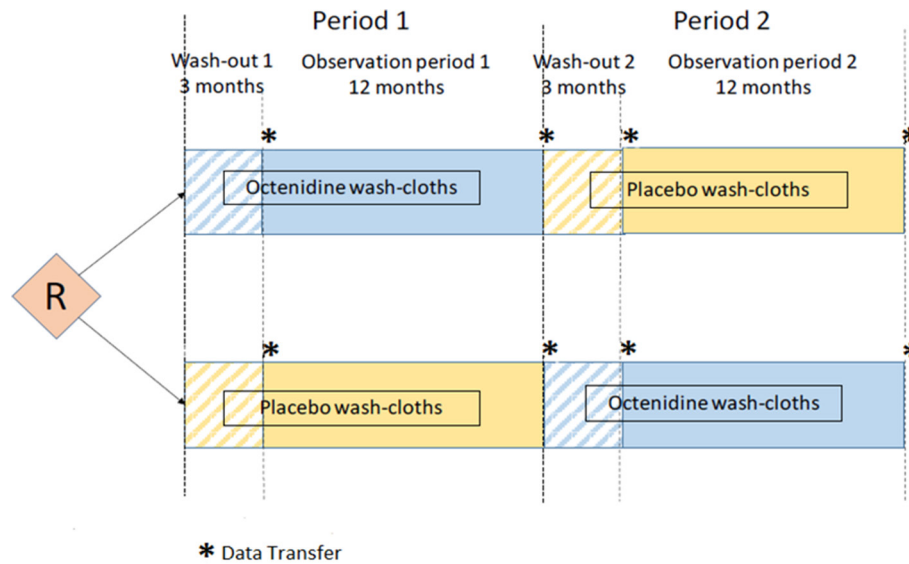 Period 1
Period 2
Wash-out 1
3 months
Observation period 1
12 months
Wash-out 2
3 months
Observation period 2
12 months
*
*
*
*
Octenidine wash-cloths
Placebo wash-cloths
R
*
*
*
*
Placebo wash-cloths
Octenidine wash-cloths
* Data Transfer